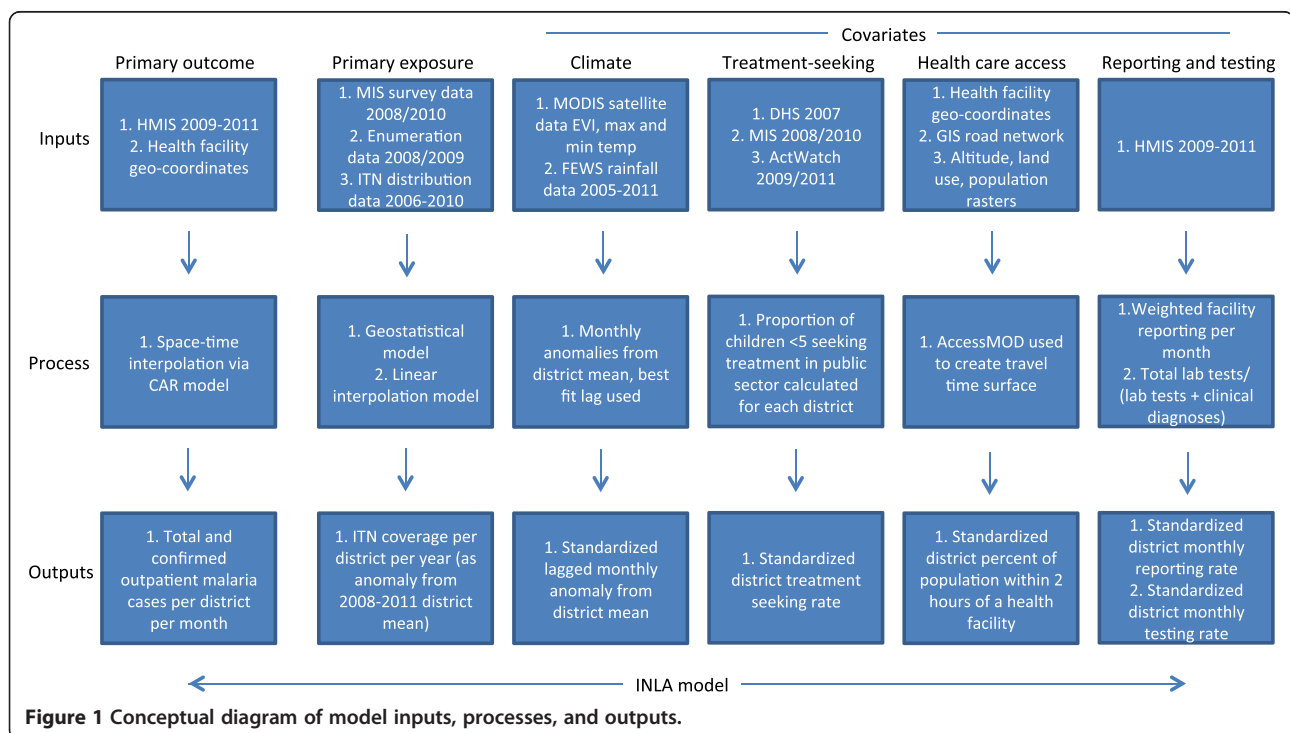 Covariates
Primary outcome
Primary exposure
Climate
Treatment-seeking
Health care access
Reporting and testing
Inputs
1. HMIS 2009-2011
2. Health facility
geo-coordinates
1. MIS survey data
2008/2010
2. Enumeration
data 2008/2009
3. ITN distribution
data 2006-2010
1. MODIS satellite
data EVI, max and
min temp
2. FEWS rainfall
data 2005-2011
1. DHS 2007
2. MIS 2008/2010
3. ActWatch
2009/2011
1. Health facility
geo-coordinates
2. GIS road network
3. Altitude, land
use, population
rasters
1. HMIS 2009-2011
Process
1. Space-time
interpolation via
CAR model
1. Geostatistical
model
2. Linear
interpolation model
1. Monthly
anomalies from
district mean, best
fit lag used
1. Proportion of
children <5 seeking
treatment in public
sector calculated
for each district
1. AccessMOD used
to create travel
time surface
1.Weighted facility
reporting per
month
2. Total lab tests/
(lab tests + clinical
diagnoses)
Outputs
1. Total and
confirmed
outpatient malaria
cases per district
per month
1. ITN coverage per
district per year (as
anomaly from
2008-2011 district
mean)
1. Standardized
lagged monthly
anomaly from
district mean
1. Standardized
district treatment
seeking rate
1. Standardized
district percent of
population within 2
hours of a health
facility
1. Standardized
district monthly
reporting rate
2. Standardized
district monthly
testing rate
INLA model
Figure 1 Conceptual diagram of model inputs, processes, and outputs.